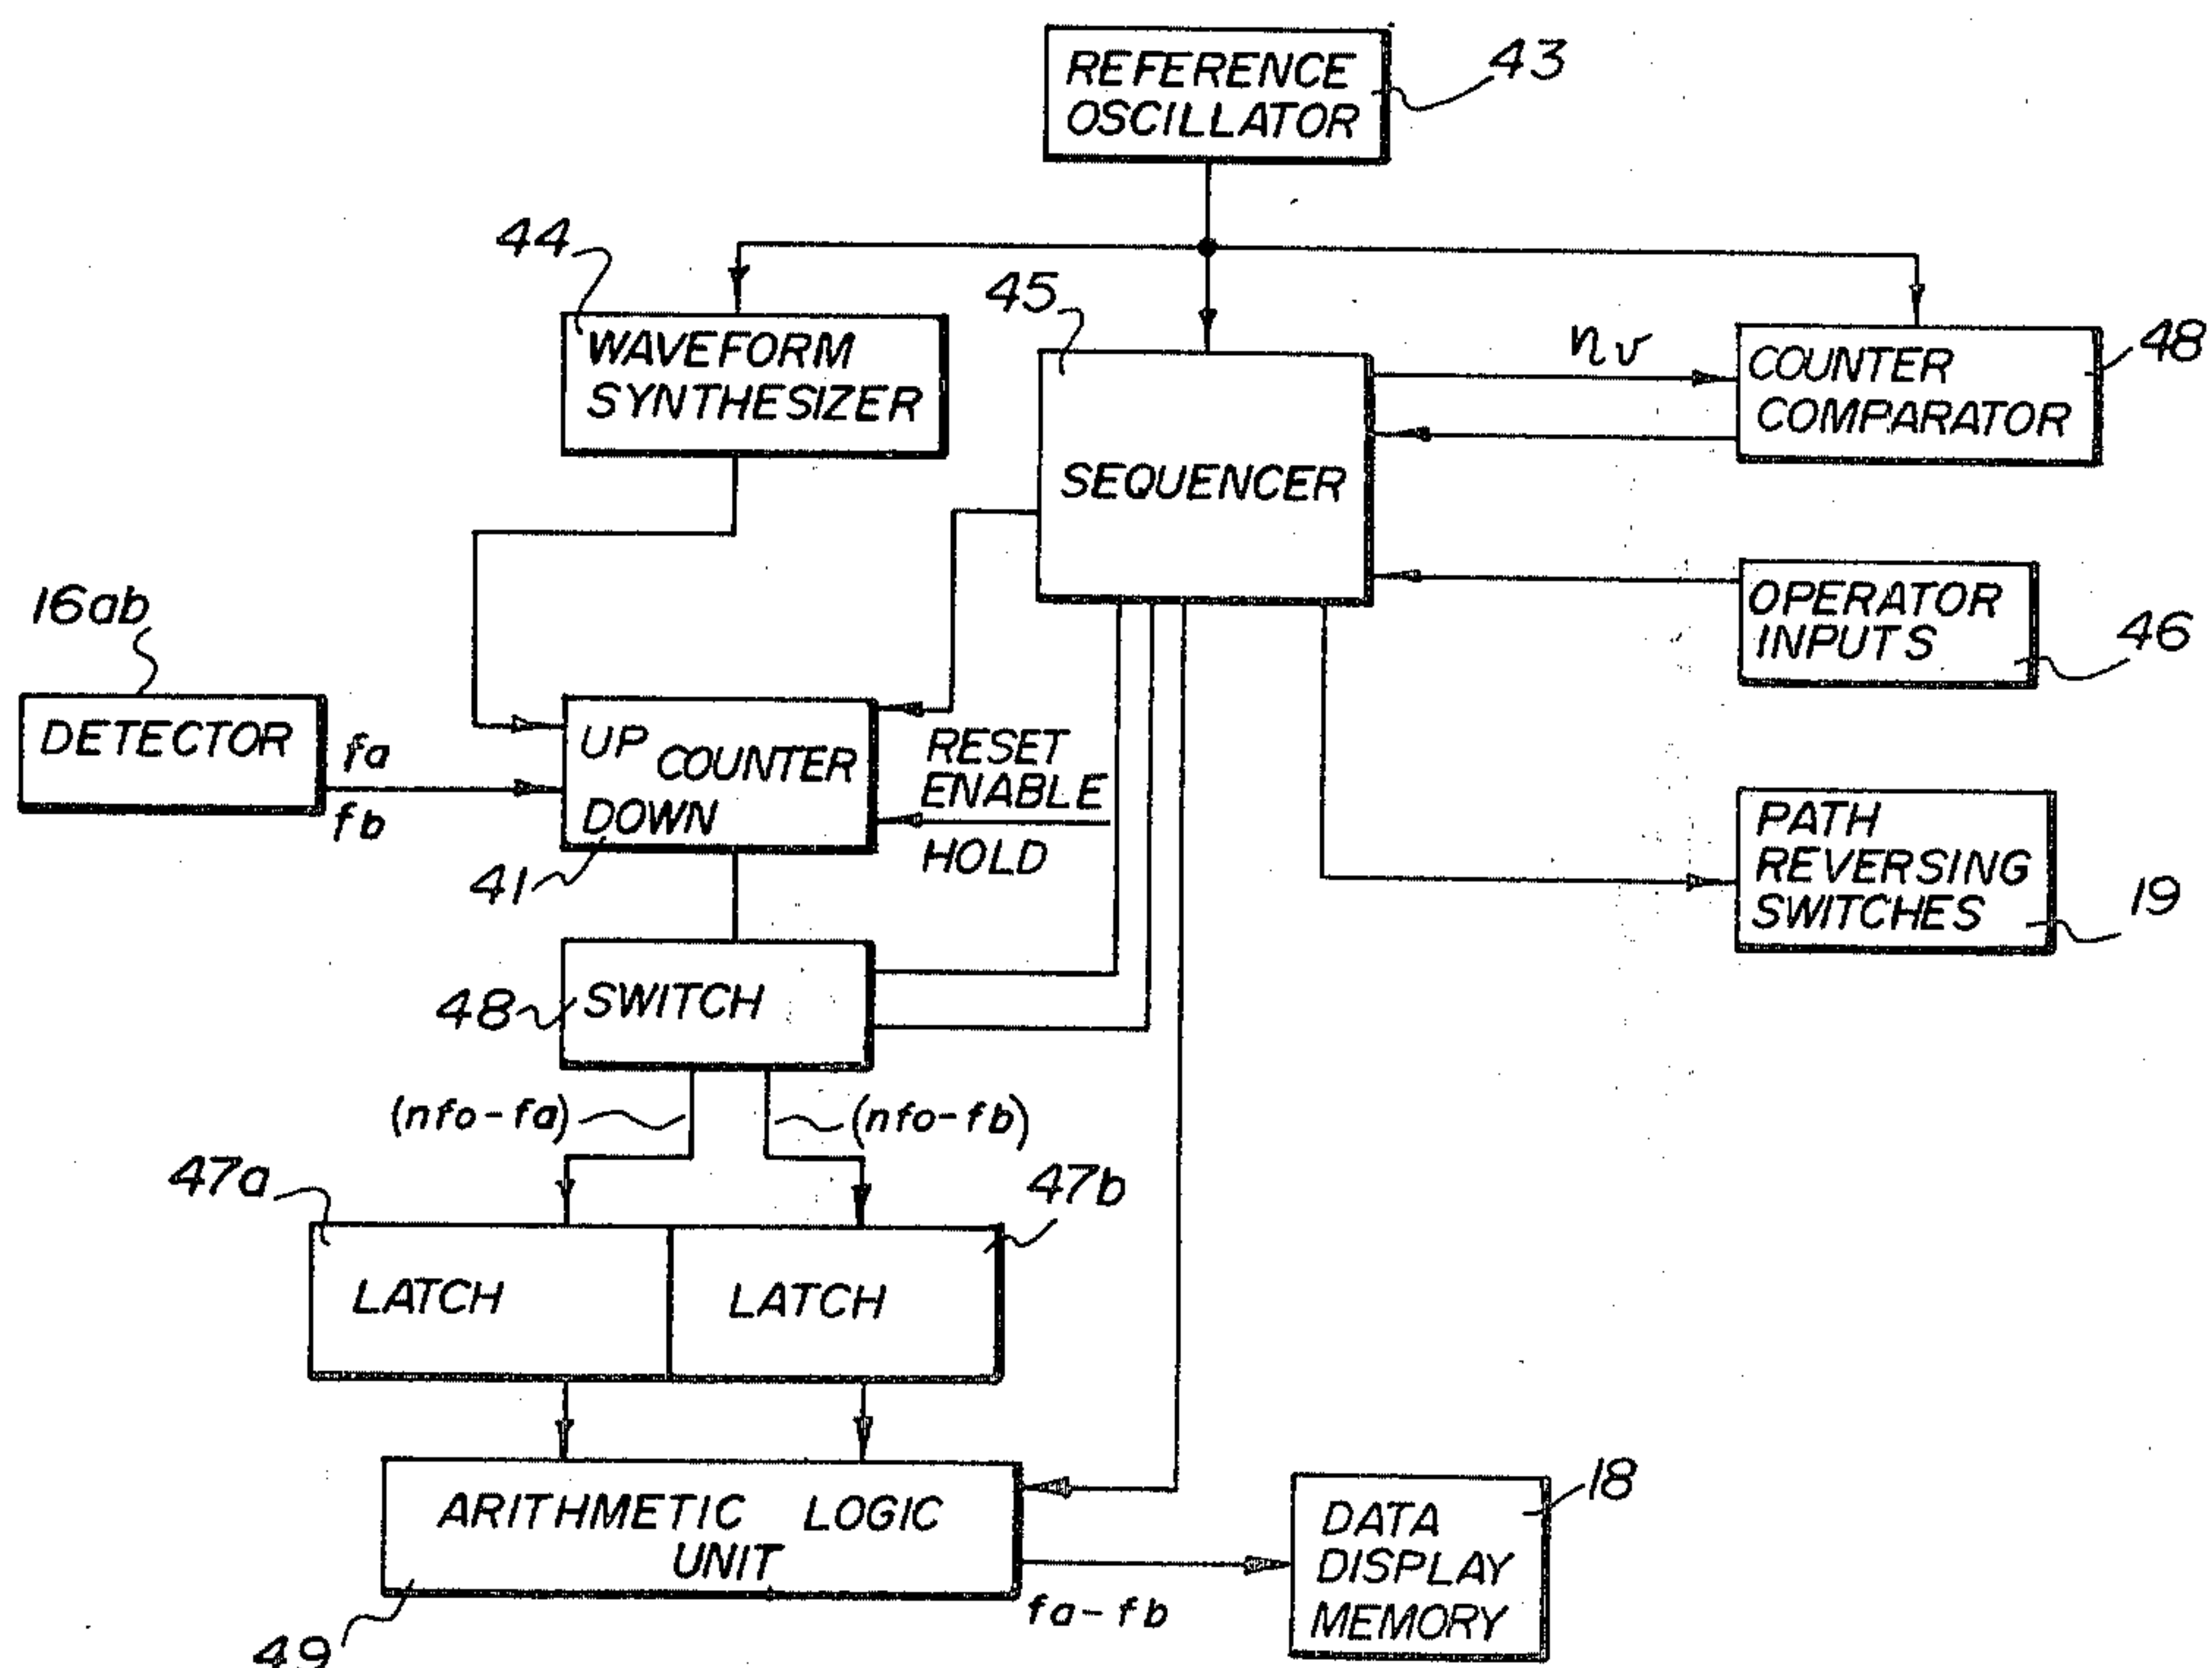 REFERENCE
OSCILLATOR
43
44
WAVEFORM
SYNTHESIZER
45
SEQUENCER
nv
COUNTER
COMPARATOR
48
OPERATOR
INPUTS
46
16ab
DETECTOR
fa
fb
UP COUNTER
DOWN
41
RESET
ENABLE
HOLD
PATH
REVERSING
SWITCHES
19
48
SWITCH
(nfo-fa)
(nfo-fb)
47a
47b
LATCH
LATCH
ARITHMETIC LOGIC
UNIT
49
fa-fb
DATA
DISPLAY
MEMORY
18